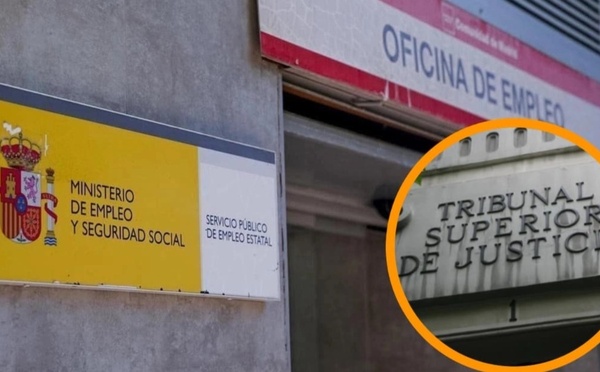 Comunidad de Madrid
OFICINA DE EMPLEO
MINISTERIO
DE EMPLEO
Y SEGURIDAD SOCIAL
SERVICIO PÚBLICO
DE EMPLEO ESTATAL
TRIBUNAL
SUPERIOR
DE JUSTICI
1